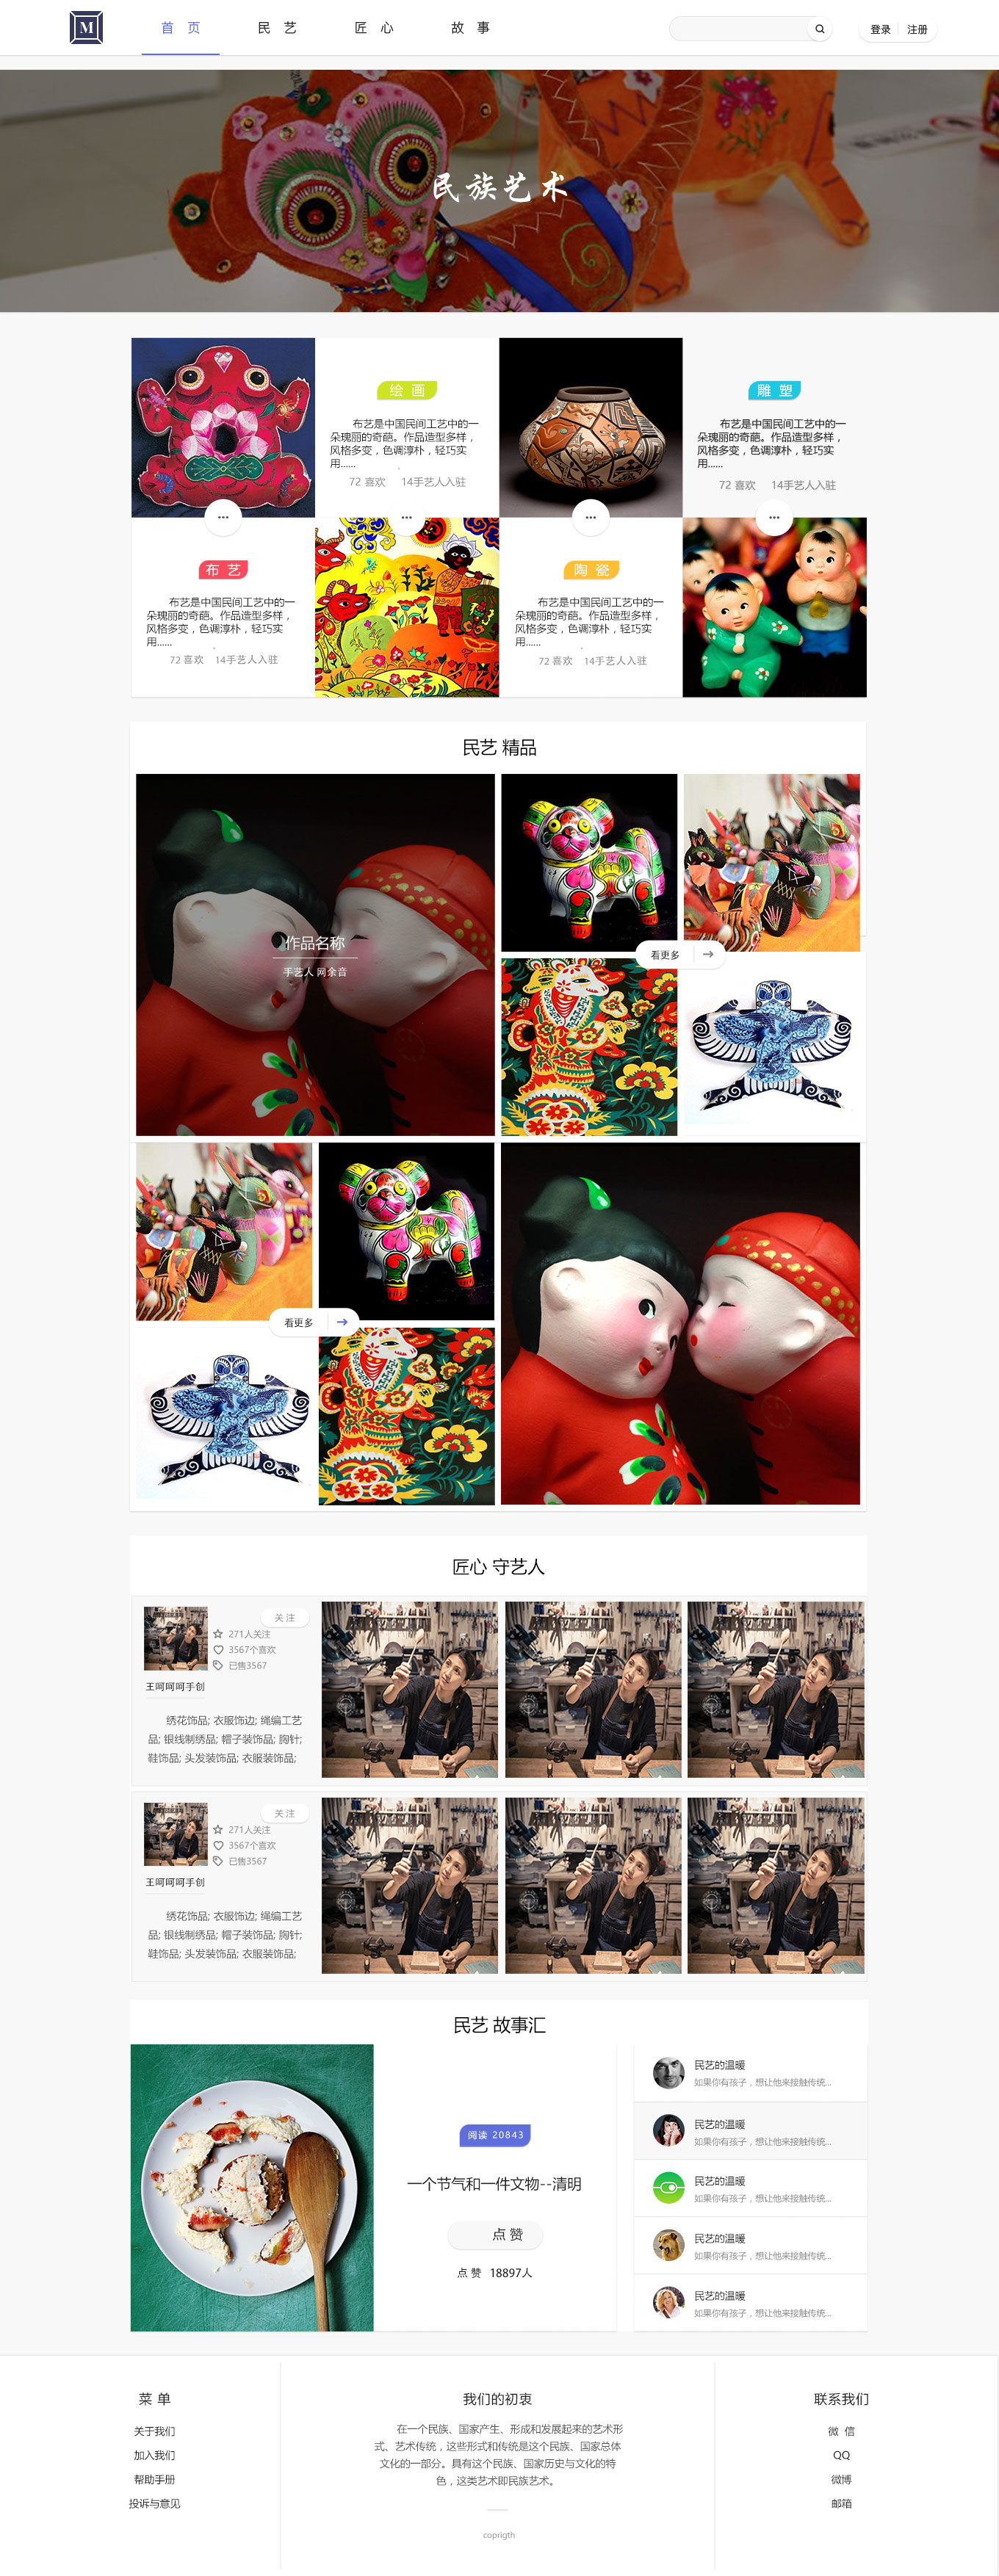 M
首 页
民 艺
匠 心
故 事
登录
注册
民族艺术
绘 画
布艺是中国民间工艺中的一
朵瑰丽的奇葩。作品造型多样，
风格多变，色调淳朴，轻巧实
用......
72 喜欢 14手艺人入驻
雕 塑
布艺是中国民间工艺中的一
朵瑰丽的奇葩。作品造型多样，
风格多变，色调淳朴，轻巧实
用......
72 喜欢 14手艺人入驻
布 艺
布艺是中国民间工艺中的一
朵瑰丽的奇葩。作品造型多样，
风格多变，色调淳朴，轻巧实
用......
72 喜欢 14手艺人入驻
陶 瓷
布艺是中国民间工艺中的一
朵瑰丽的奇葩。作品造型多样，
风格多变，色调淳朴，轻巧实
用......
72 喜欢 14手艺人入驻
民艺 精品
作品名称
手艺人 网余音
看更多
看更多
匠心 守艺人
关 注
271人关注
3567个喜欢
已售3567
王呵呵呵手创
绣花饰品; 衣服饰边; 绳编工艺
品; 银线制绣品; 帽子装饰品; 胸针;
鞋饰品; 头发装饰品; 衣服装饰品;
关 注
271人关注
3567个喜欢
已售3567
王呵呵呵手创
绣花饰品; 衣服饰边; 绳编工艺
品; 银线制绣品; 帽子装饰品; 胸针;
鞋饰品; 头发装饰品; 衣服装饰品;
民艺 故事汇
阅读 20843
一个节气和一件文物--清明
点 赞
点 赞 18897人
民艺的温暖
如果你有孩子，想让他来接触传统...
民艺的温暖
如果你有孩子，想让他来接触传统...
民艺的温暖
如果你有孩子，想让他来接触传统...
民艺的温暖
如果你有孩子，想让他来接触传统...
民艺的温暖
如果你有孩子，想让他来接触传统...
菜 单
关于我们
加入我们
帮助手册
投诉与意见
我们的初衷
在一个民族、国家产生、形成和发展起来的艺术形
式、艺术传统，这些形式和传统是这个民族、国家总体
文化的一部分。具有这个民族、国家历史与文化的特
色，这类艺术即民族艺术。
coprigth
联系我们
微 信
QQ
微博
邮箱